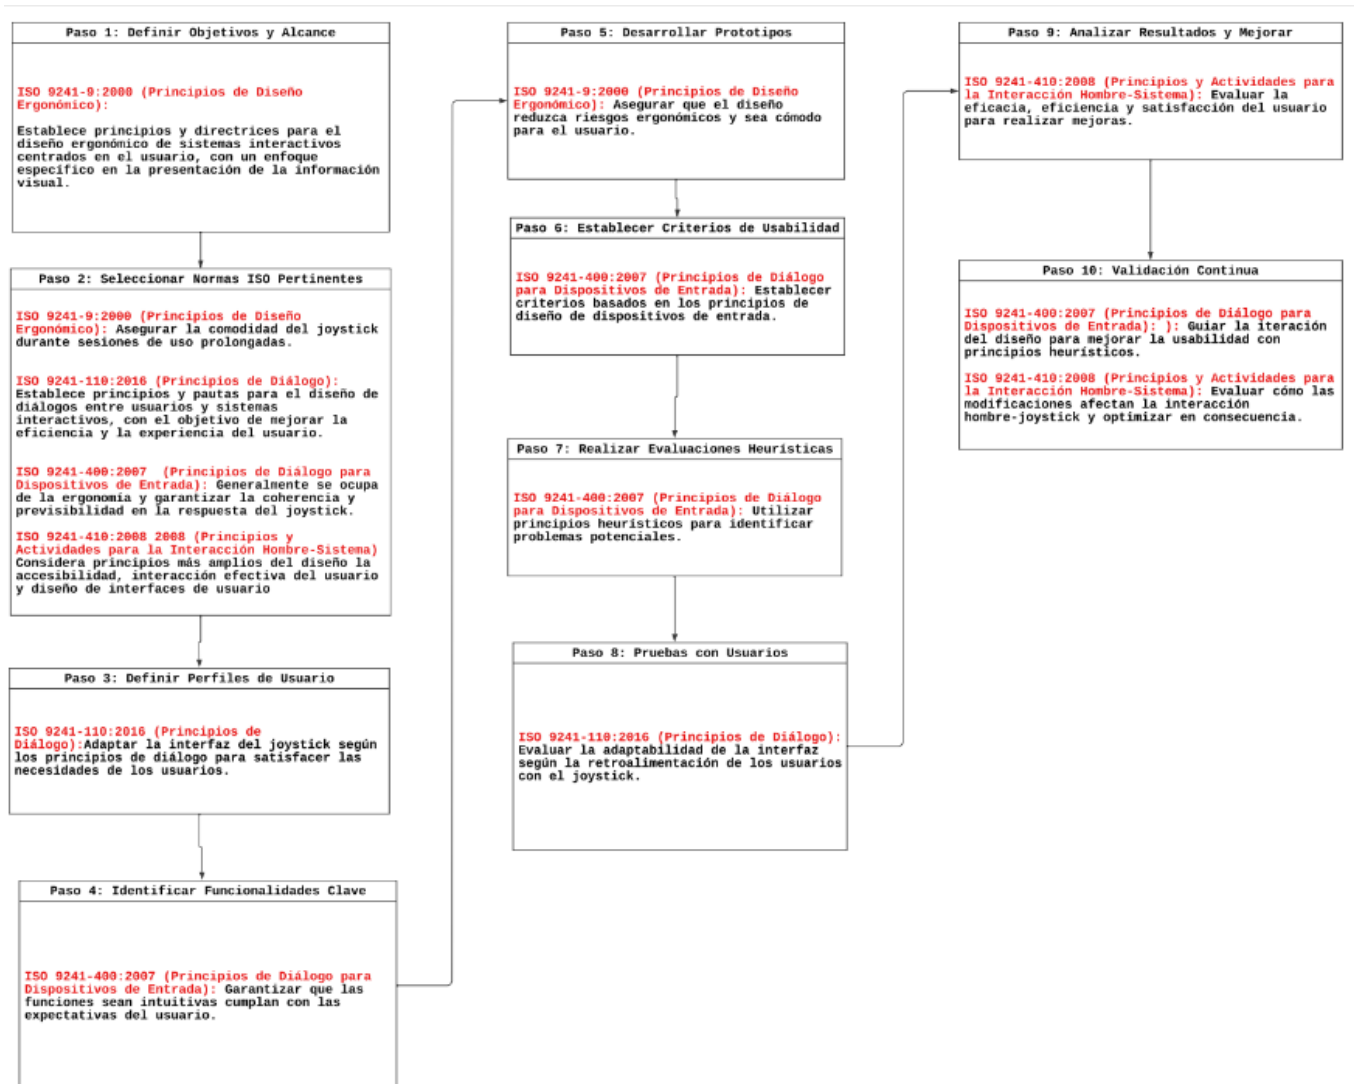 Paso 1: Definir Objetivos y Alcance
ISO 9241-9:2000 (Principios de Diseño
Ergonómico):
Establece principios y directrices para el
diseño ergonómico de sistemas interactivos
centrados en el usuario, con un enfoque
específico en la presentación de la información
visual.
Paso 2: Seleccionar Normas ISO Pertinentes
ISO 9241-9:2000 (Principios de Diseño
Ergonómico): Asegurar la comodidad del joystick
durante sesiones de uso prolongadas.
ISO 9241-110:2016 (Principios de Diálogo):
Establece principios y pautas para el diseño de
diálogos entre usuarios y sistemas
interactivos, con el objetivo de mejorar la
eficiencia y la experiencia del usuario.
ISO 9241-400:2007 (Principios de Diálogo para
Dispositivos de Entrada): Generalmente se ocupa
de la ergonomía y garantizar la coherencia y
previsibilidad en la respuesta del joystick.
ISO 9241-410:2008 2008 (Principios y
Actividades para la Interacción Hombre-Sistema)
Considera principios más amplios del diseño la
accesibilidad, interacción efectiva del usuario
y diseño de interfaces de usuario
Paso 3: Definir Perfiles de Usuario
ISO 9241-110:2016 (Principios de
Diálogo):Adaptar la interfaz del joystick según
los principios de diálogo para satisfacer las
necesidades de los usuarios.
Paso 4: Identificar Funcionalidades Clave
ISO 9241-400:2007 (Principios de Diálogo para
Dispositivos de Entrada): Garantizar que las
funciones sean intuitivas cumplan con las
expectativas del usuario.
Paso 5: Desarrollar Prototipos
ISO 9241-9:2000 (Principios de Diseño
Ergonómico): Asegurar que el diseño
reduzca riesgos ergonómicos y sea cómodo
para el usuario.
Paso 6: Establecer Criterios de Usabilidad
ISO 9241-400:2007 (Principios de Diálogo
para Dispositivos de Entrada): Establecer
criterios basados en los principios de
diseño de dispositivos de entrada.
Paso 7: Realizar Evaluaciones Heurísticas
ISO 9241-400:2007 (Principios de Diálogo
para Dispositivos de Entrada): Utilizar
principios heurísticos para identificar
problemas potenciales.
Paso 8: Pruebas con Usuarios
ISO 9241-110:2016 (Principios de Diálogo):
Evaluar la adaptabilidad de la interfaz
según la retroalimentación de los usuarios
con el joystick.
Paso 9: Analizar Resultados y Mejorar
ISO 9241-410:2008 (Principios y Actividades para
la Interacción Hombre-Sistema): Evaluar la
eficacia, eficiencia y satisfacción del usuario
para realizar mejoras.
Paso 10: Validación Continua
ISO 9241-400:2007 (Principios de Diálogo para
Dispositivos de Entrada): ): Guiar la iteración
del diseño para mejorar la usabilidad con
principios heurísticos.
ISO 9241-410:2008 (Principios y Actividades para
la Interacción Hombre-Sistema): Evaluar cómo las
modificaciones afectan la interacción
hombre-joystick y optimizar en consecuencia.